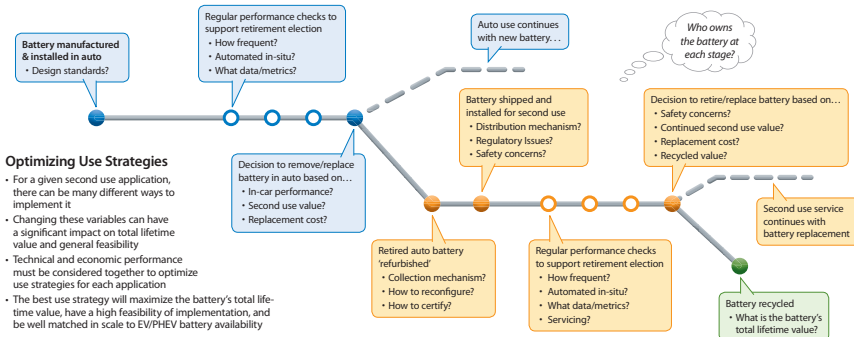 Battery manufactured
& installed in auto
• Design standards?
Regular performance checks
to support retirement election
• How frequent?
• Automated in-situ?
• What data/metrics?
Auto use continues
with new battery…
Who owns
the battery at
each stage?
Decision to remove/replace
battery in auto based on…
• In-car performance?
• Second use value?
• Replacement cost?
Battery shipped and
installed for second use
• Distribution mechanism?
• Regulatory Issues?
• Safety concerns?
Decision to retire/replace battery based on…
• Safety concerns?
• Continued second use value?
• Replacement cost?
• Recycled value?
Optimizing Use Strategies
• For a given second use application,
there can be many different ways to
implement it
• Changing these variables can have
a significant impact on total lifetime
value and general feasibility
• Technical and economic performance
must be considered together to optimize
use strategies for each application
• The best use strategy will maximize the battery's total life-
time value, have a high feasibility of implementation, and
be well matched in scale to EV/PHEV battery availability
Retired auto battery
'refurbished'
• Collection mechanism?
• How to reconfigure?
• How to certify?
Regular performance checks
to support retirement election
• How frequent?
• Automated in-situ?
• What data/metrics?
• Servicing?
Second use service
continues with
battery replacement
Battery recycled
• What is the battery's
total lifetime value?